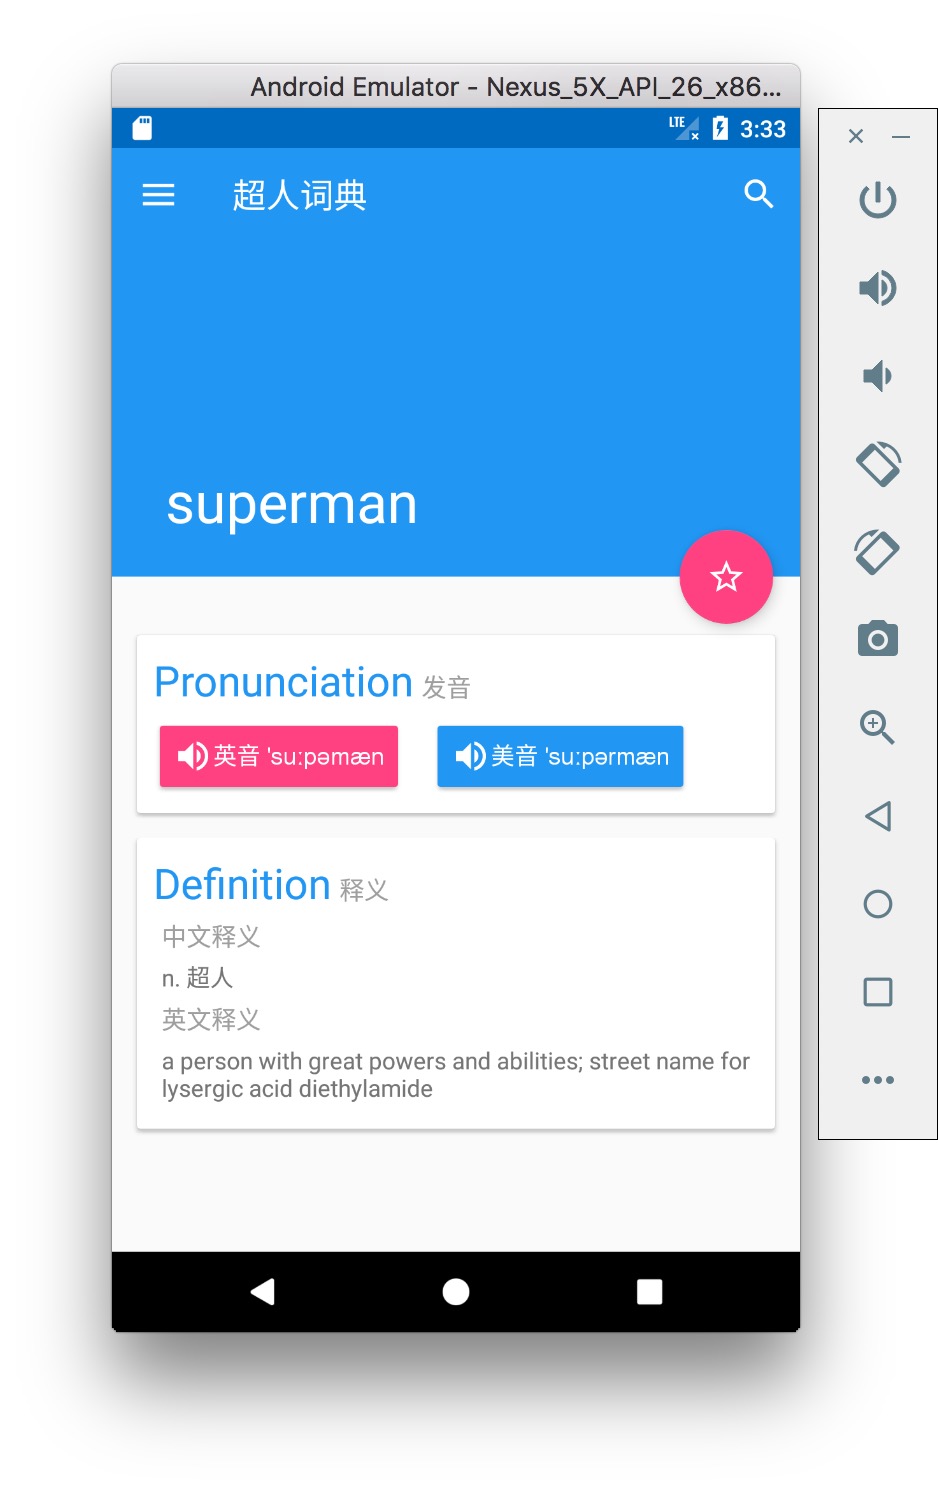 Android Emulator - Nexus_5X_API_26_x86...
LTE 3:33
超人词典
superman
Pronunciation 发音
英音 'su:pəmæn 美音 'su:pərmæn
Definition 释义
中文释义
n. 超人
英文释义
a person with great powers and abilities; street name for
lysergic acid diethylamide